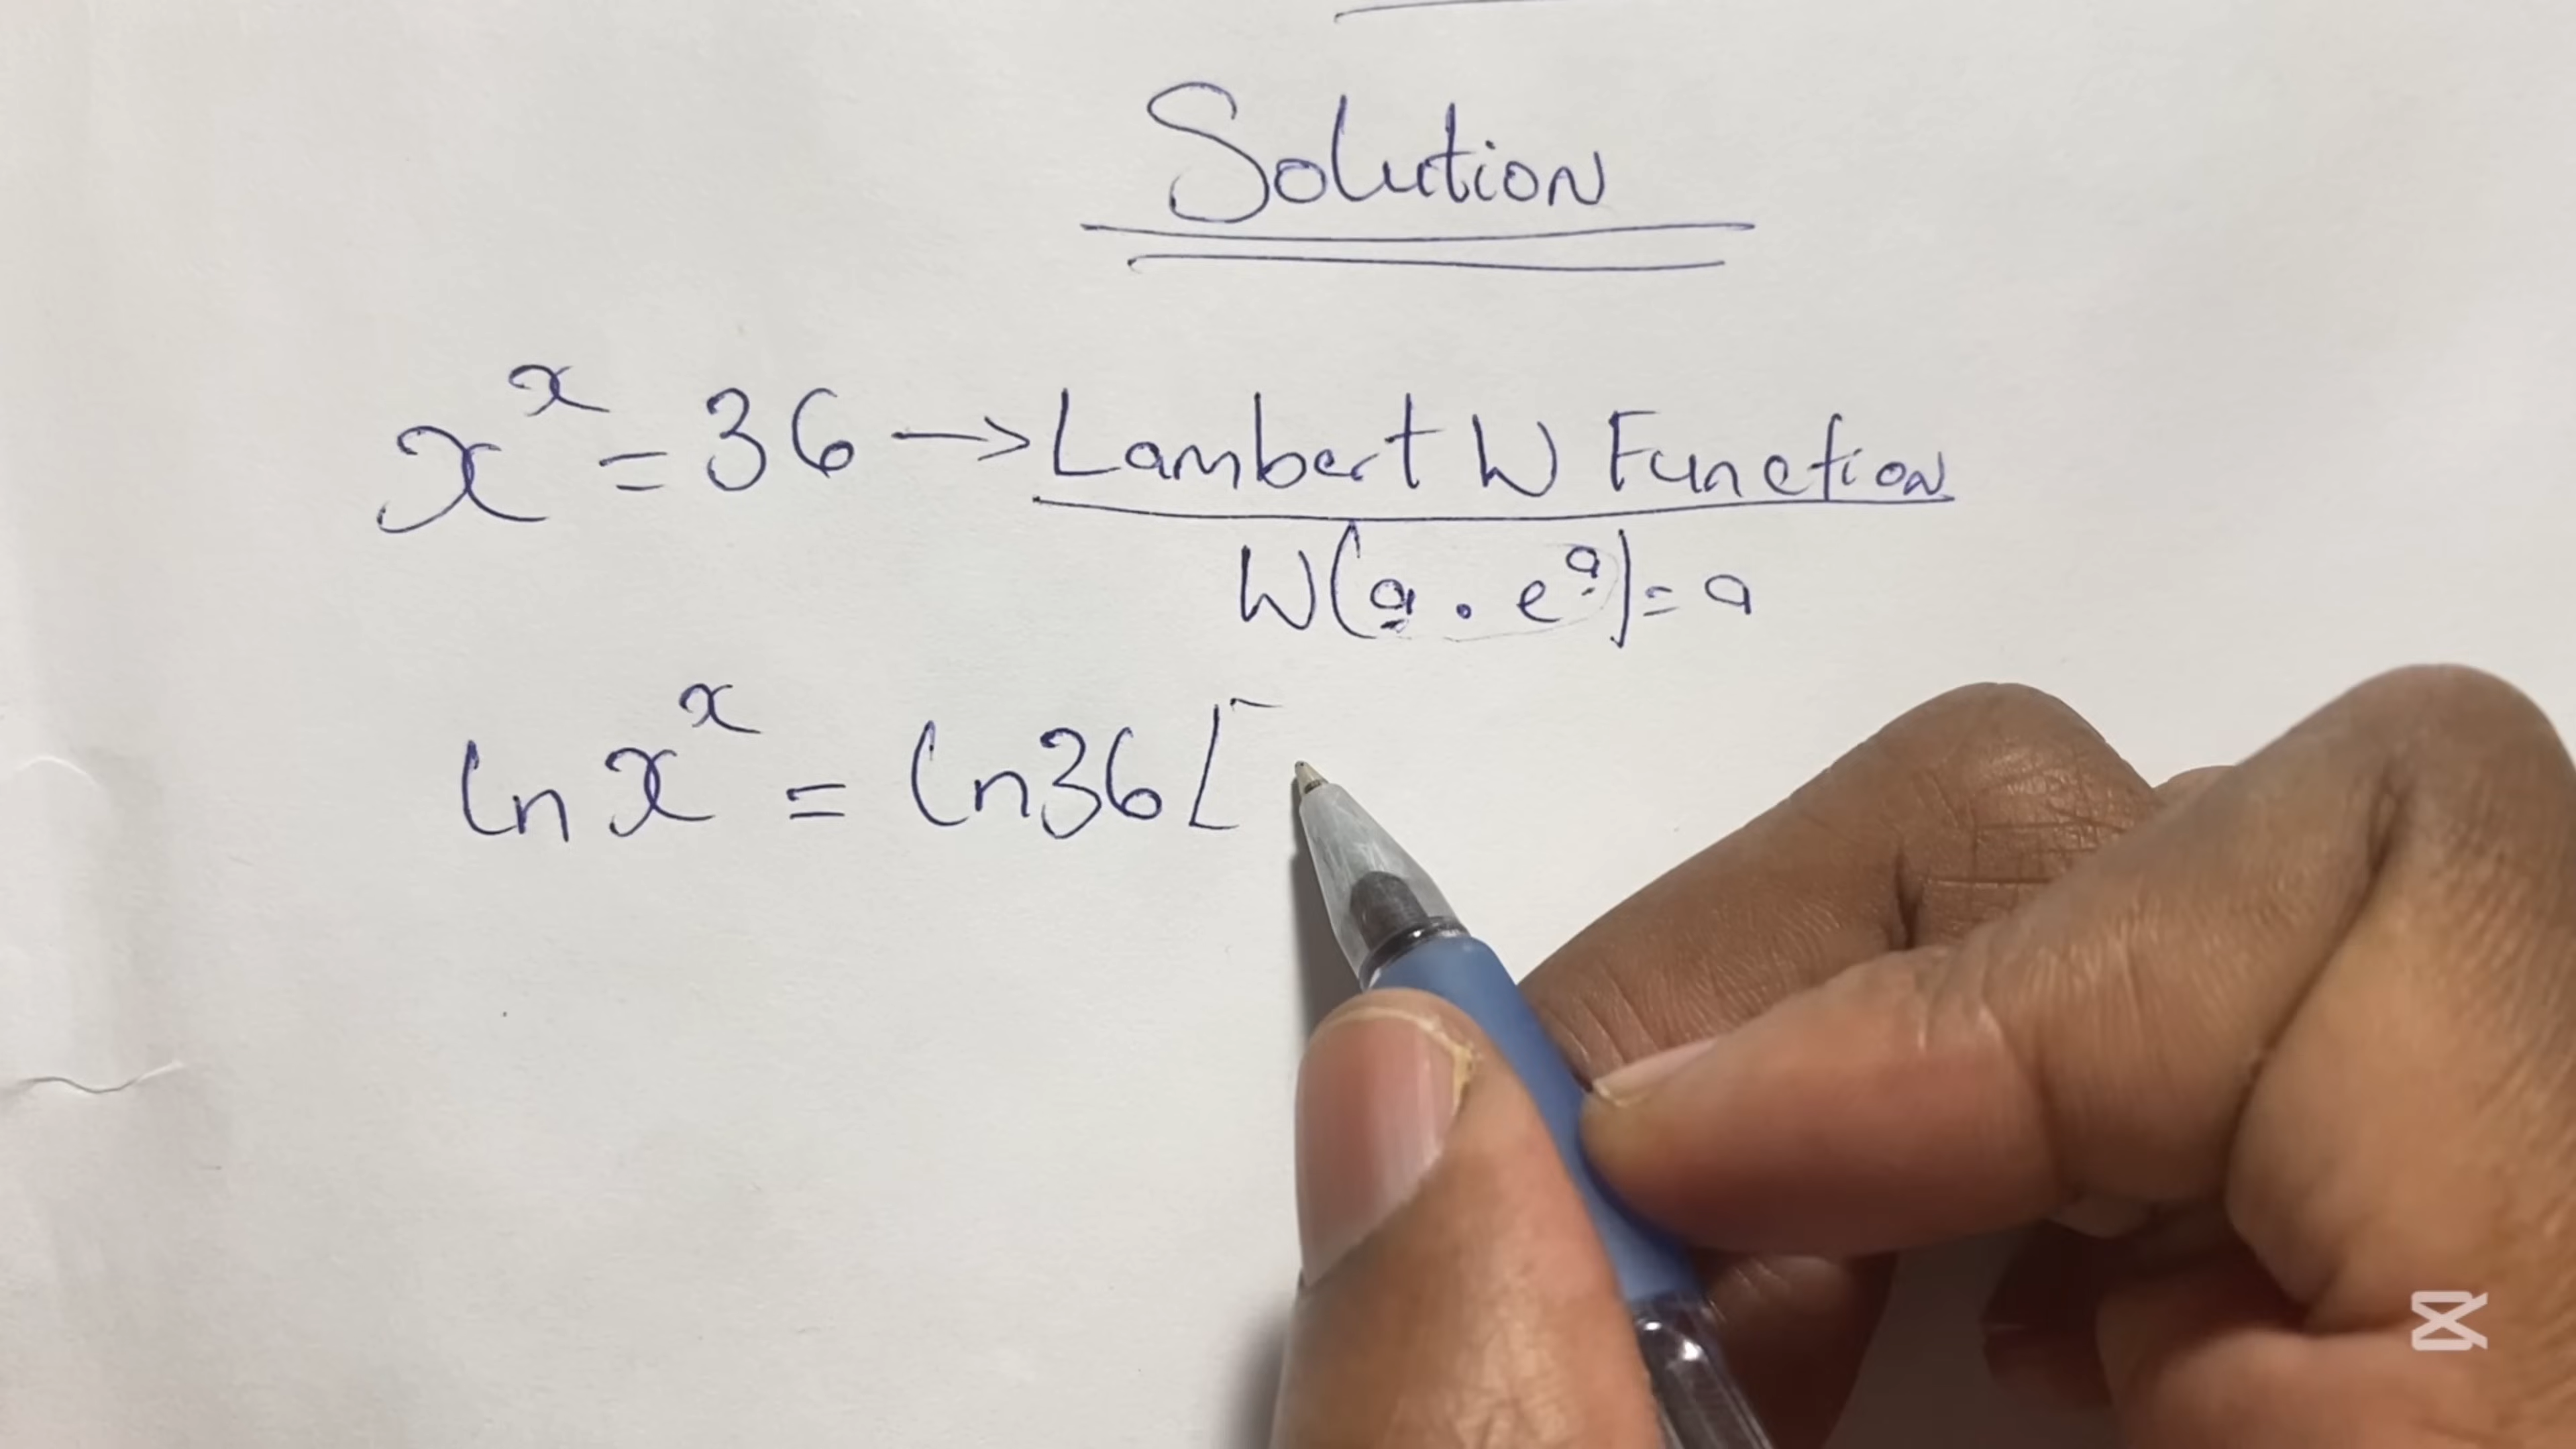 Solution
x^x = 36 → Lambert W Function
W(a . e^a) = a
ln x^x = ln36 [